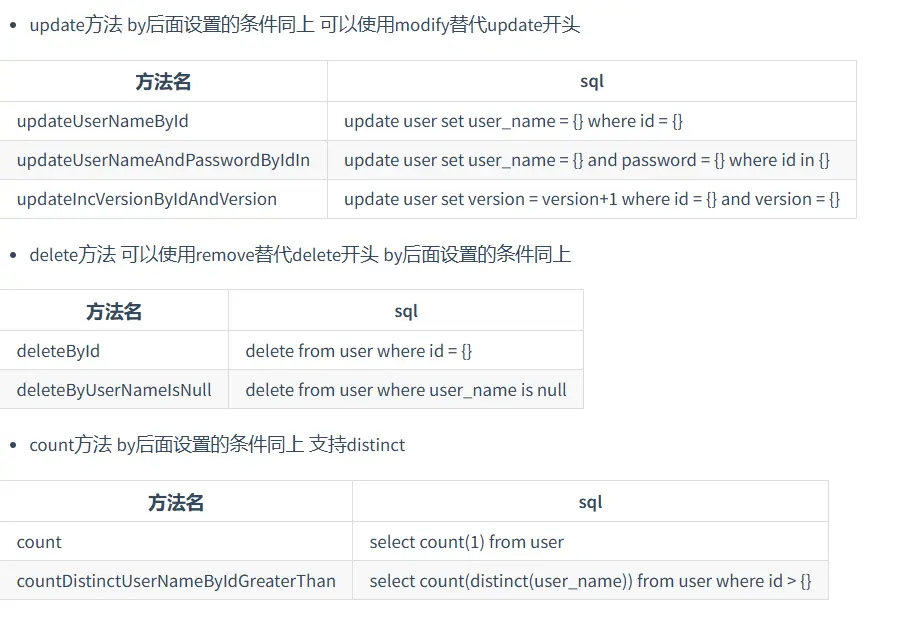 update方法 by后面设置的条件同上 可以使用modify替代update开头
方法名 sql
updateUserNameById update user set user_name = {} where id = {}
updateUserNameAndPasswordByIdIn update user set user_name = {} and password = {} where id in {}
updateIncVersionByIdAndVersion update user set version = version+1 where id = {} and version = {}
delete方法 可以使用remove替代delete开头 by后面设置的条件同上
方法名 sql
deleteById delete from user where id = {}
deleteByUserNameIsNull delete from user where user_name is null
count方法 by后面设置的条件同上 支持distinct
方法名 sql
count select count(1) from user
countDistinctUserNameByIdGreaterThan select count(distinct(user_name)) from user where id > {}